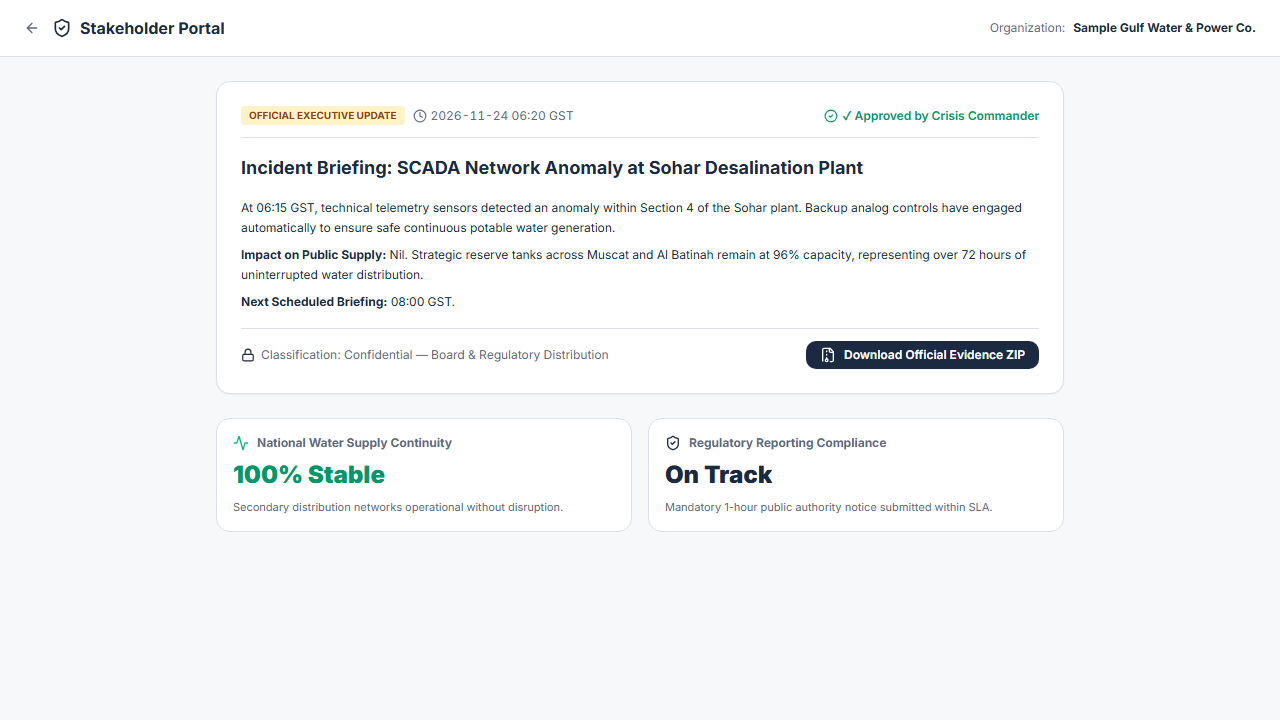 Stakeholder Portal
Organization: Sample Gulf Water & Power Co.
OFFICIAL EXECUTIVE UPDATE
2026-11-24 06:20 GST
✓ Approved by Crisis Commander
Incident Briefing: SCADA Network Anomaly at Sohar Desalination Plant
At 06:15 GST, technical telemetry sensors detected an anomaly within Section 4 of the Sohar plant. Backup analog controls have engaged
automatically to ensure safe continuous potable water generation.
Impact on Public Supply: Nil. Strategic reserve tanks across Muscat and Al Batinah remain at 96% capacity, representing over 72 hours of
uninterrupted water distribution.
Next Scheduled Briefing: 08:00 GST.
Classification: Confidential — Board & Regulatory Distribution
Download Official Evidence ZIP
National Water Supply Continuity
100% Stable
Secondary distribution networks operational without disruption.
Regulatory Reporting Compliance
On Track
Mandatory 1-hour public authority notice submitted within SLA.